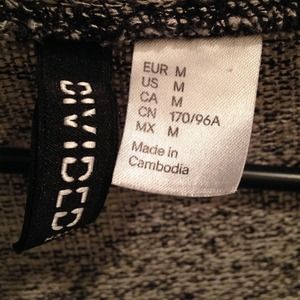 DIVIDED
EUR M
US M
CA M
CN 170/96A
MX M
Made in
Cambodia